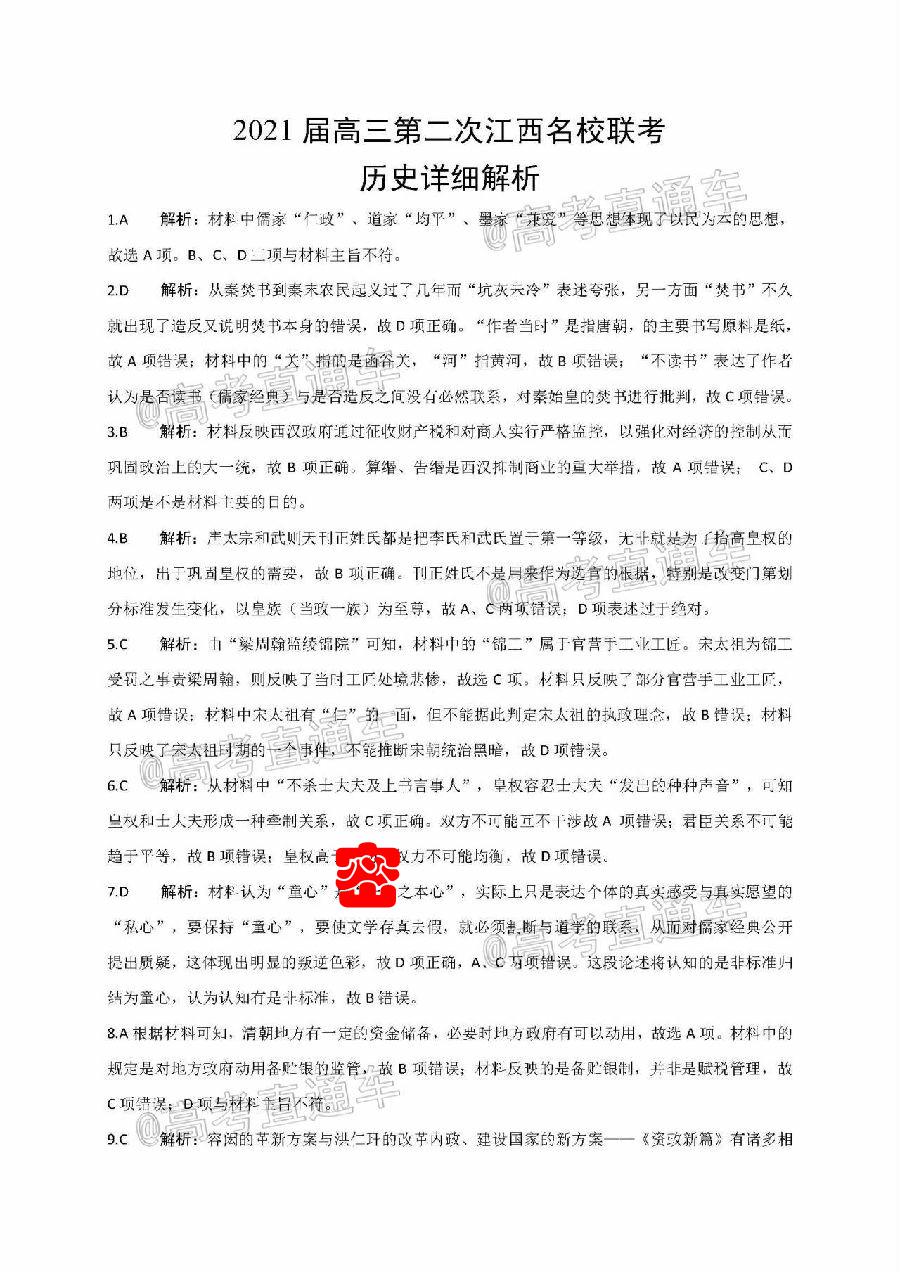 2021 届高三第二次江西名校联考
历史详细解析
1.A 解析：材料中儒家“仁政”、道家“均平”、墨家“兼爱”等思想体现了以民为本的思想，
故选 A 项。B、C、D 三项与材料主旨不符。
2.D 解析：从秦焚书到秦末农民起义过了几年而“坑灰未冷”表述夸张，另一方面“焚书”不久
就出现了造反又说明焚书本身的错误，故 D 项正确。“作者当时”是指唐朝，的主要书写原料是纸，
故 A 项错误；材料中的“关”指的是函谷关，“河”指黄河，故 B 项错误；“不读书”表达了作者
认为是否读书（儒家经典）与是否造反之间没有必然联系，对秦始皇的焚书进行批判，故 C 项错误。
3.B 解析：材料反映西汉政府通过征收财产税和对商人实行严格监控，以强化对经济的控制从而
巩固政治上的大一统，故 B 项正确。算缗、告缗是西汉抑制商业的重大举措，故 A 项错误； C、D
两项是不是材料主要的目的。
4.B 解析：唐太宗和武则天刊正姓氏都是把李氏和武氏置于第一等级，无非就是为了抬高皇权的
地位，出于巩固皇权的需要，故 B 项正确。刊正姓氏不是用来作为选官的根据，特别是改变门第划
分标准发生变化，以皇族（当政一族）为至尊，故 A、C 两项错误；D 项表述过于绝对。
5.C 解析：由“梁周翰监绫锦院”可知，材料中的“锦工”属于官营手工业工匠。宋太祖为锦工
受罚之事责梁周翰，则反映了当时工匠处境悲惨，故选 C 项。材料只反映了部分官营手工业工匠，
故 A 项错误；材料中宋太祖有“仁”的一面，但不能据此判定宋太祖的执政理念，故 B 错误；材料
只反映了宋太祖时期的一个事件，不能推断宋朝统治黑暗，故 D 项错误。
6.C 解析：从材料中“不杀士大夫及上书言事人”，皇权容忍士大夫“发出的种种声音”，可知
皇权和士大夫形成一种牵制关系，故 C 项正确。双方不可能互不干涉故 A 项错误；君臣关系不可能
趋于平等，故 B 项错误；皇权高于 权力不可能均衡，故 D 项错误。
7.D 解析：材料认为“童心” 之本心”，实际上只是表达个体的真实感受与真实愿望的
“私心”，要保持“童心”，要使文学存真去假，就必须割断与道学的联系，从而对儒家经典公开
提出质疑，这体现出明显的叛逆色彩，故 D 项正确，A、C 两项错误。这段论述将认知的是非标准归
结为童心，认为认知有是非标准，故 B 错误。
8.A 根据材料可知，清朝地方有一定的资金储备，必要时地方政府有可以动用，故选 A 项。材料中的
规定是对地方政府动用备贮银的监管，故 B 项错误；材料反映的是备贮银制，并非是赋税管理，故
C 项错误；D 项与材料主旨不符。
9.C 解析：容闳的革新方案与洪仁玕的改革内政、建设国家的新方案——《资政新篇》有诸多相
@高考直通车
@高考直通车
@高考直通车
@高考直通车
@高考直通车
@高考直通车